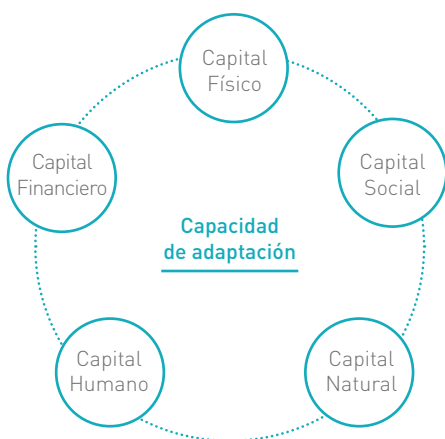 Capital
Físico
Capital
Financiero
Capital
Social
Capacidad
de adaptación
Capital
Humano
Capital
Natural